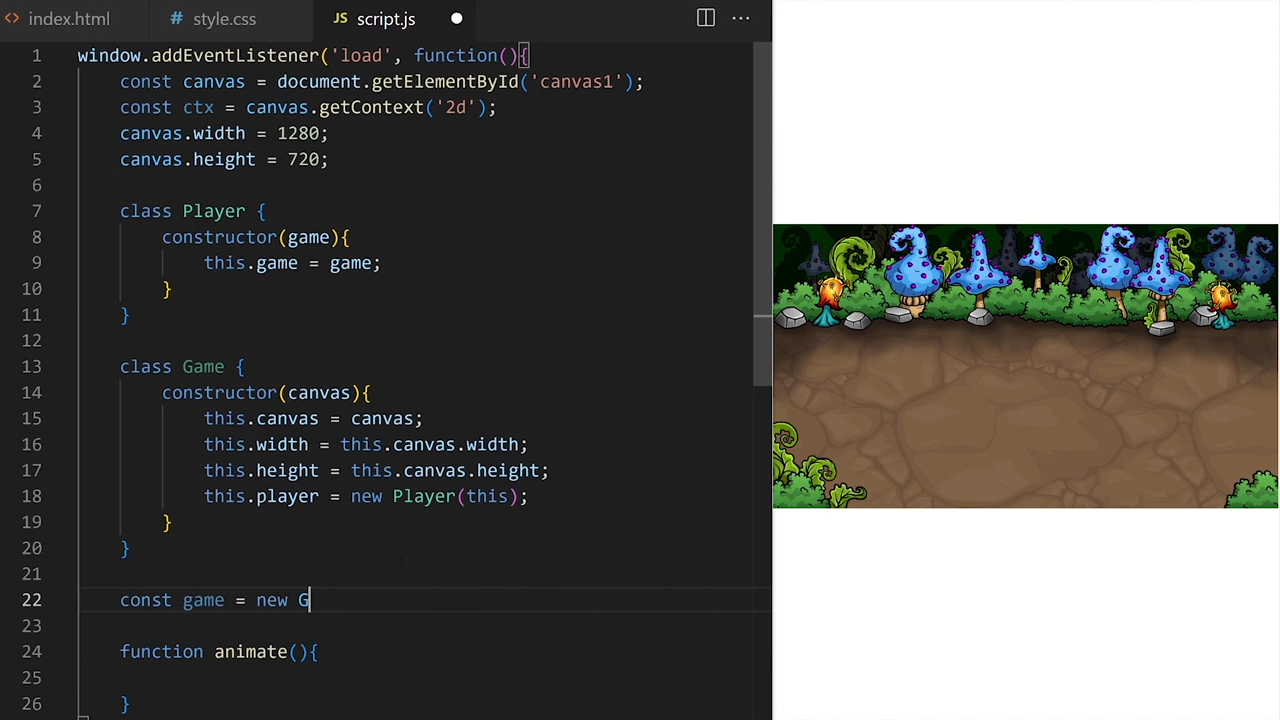 index.html
# style.css
JS script.js
1 window.addEventListener('load', function(){
2 const canvas = document.getElementById('canvas1');
3 const ctx = canvas.getContext('2d');
4 canvas.width = 1280;
5 canvas.height = 720;
6
7 class Player {
8 constructor(game){
9 this.game = game;
10 }
11 }
12
13 class Game {
14 constructor(canvas){
15 this.canvas = canvas;
16 this.width = this.canvas.width;
17 this.height = this.canvas.height;
18 this.player = new Player(this);
19 }
20 }
21
22 const game = new G
23
24 function animate(){
25
26 }